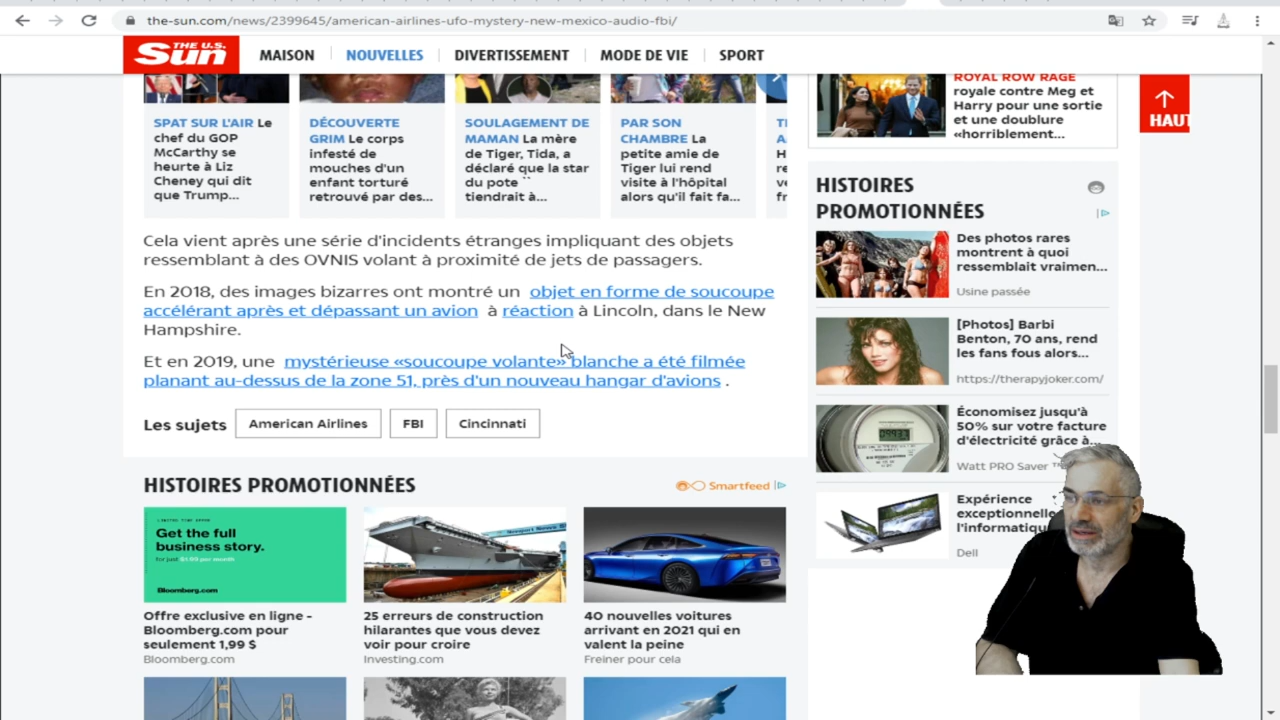 the-sun.com/news/2399645/american-airlines-ufo-mystery-new-mexico-audio-fbi/
THE U.S.
Sun
MAISON
NOUVELLES
DIVERTISSEMENT
MODE DE VIE
SPORT
SPAT SUR L'AIR Le
chef du GOP
McCarthy se
heurte à Liz
Cheney qui dit
que Trump...
DÉCOUVERTE
GRIM Le corps
infesté de
mouches d'un
enfant torturé
retrouvé par des...
SOULAGEMENT DE
MAMAN La mère
de Tiger, Tida, a
déclaré que la star
du pote ``
tiendrait à...
PAR SON
CHAMBRE La
petite amie de
Tiger lui rend
visite à l'hôpital
alors qu'il fait fa...
Cela vient après une série d'incidents étranges impliquant des objets
ressemblant à des OVNIS volant à proximité de jets de passagers.
En 2018, des images bizarres ont montré un objet en forme de soucoupe
accélérant après et dépassant un avion à réaction à Lincoln, dans le New
Hampshire.
Et en 2019, une mystérieuse «soucoupe volante» blanche a été filmée
planant au-dessus de la zone 51, près d'un nouveau hangar d'avions .
Les sujets
American Airlines
FBI
Cincinnati
HISTOIRES PROMOTIONNÉES
Smartfeed
Get the full
business story.
for just $1.99 per month
Bloomberg.com
Offre exclusive en ligne -
Bloomberg.com pour
seulement 1,99 $
Bloomberg.com
25 erreurs de construction
hilarantes que vous devez
voir pour croire
Investing.com
40 nouvelles voitures
arrivant en 2021 qui en
valent la peine
Freiner pour cela
ROYAL ROW RAGE
royale contre Meg et
Harry pour une sortie
et une doublure
«horriblement...
HAUT
HISTOIRES
PROMOTIONNÉES
Des photos rares
montrent à quoi
ressemblait vraimen...
Usine passée
[Photos] Barbi
Benton, 70 ans, rend
les fans fous alors...
https://therapyjoker.com/
Économisez jusqu'à
50% sur votre facture
d'électricité grâce à...
Watt PRO Saver ™
Expérience
exceptionnelle
l'informatiqu
Dell